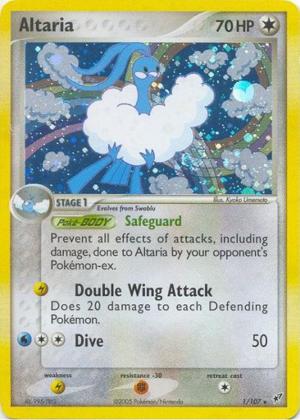 Altaria 70 HP
Illus. Kyoko Umemoto
STAGE 1
Evolves from Swablu
Poké-BODY Safeguard
Prevent all effects of attacks, including
damage, done to Altaria by your opponent's
Pokémon-ex.
Double Wing Attack
Does 20 damage to each Defending
Pokémon.
Dive 50
weakness resistance -30 retreat cost
©2005 Pokémon/Nintendo 1/107 ★